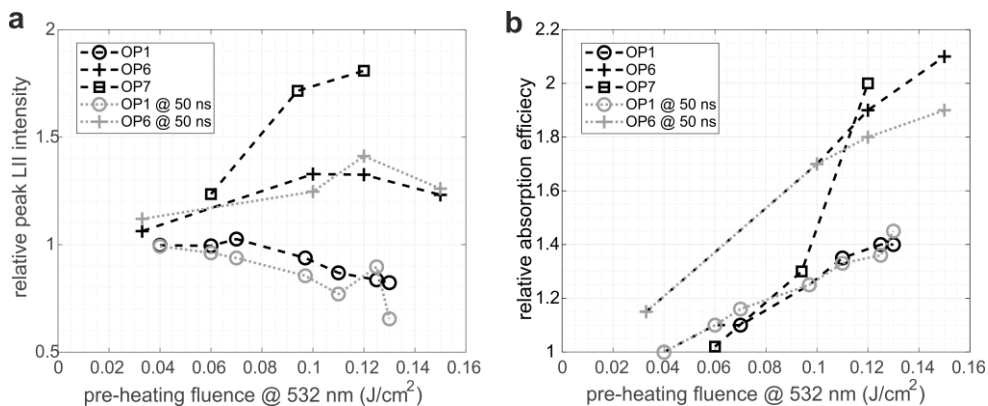 a
relative peak LII intensity
2
1.5
1
0.5
OP1
OP6
OP7
OP1 @ 50 ns
OP6 @ 50 ns
0 0.02 0.04 0.06 0.08 0.1 0.12 0.14 0.16
pre-heating fluence @ 532 nm (J/cm²)
b
relative absorption efficiecy
2.2
2
1.8
1.6
1.4
1.2
1
OP1
OP6
OP7
OP1 @ 50 ns
OP6 @ 50 ns
0 0.02 0.04 0.06 0.08 0.1 0.12 0.14 0.16
pre-heating fluence @ 532 nm (J/cm²)